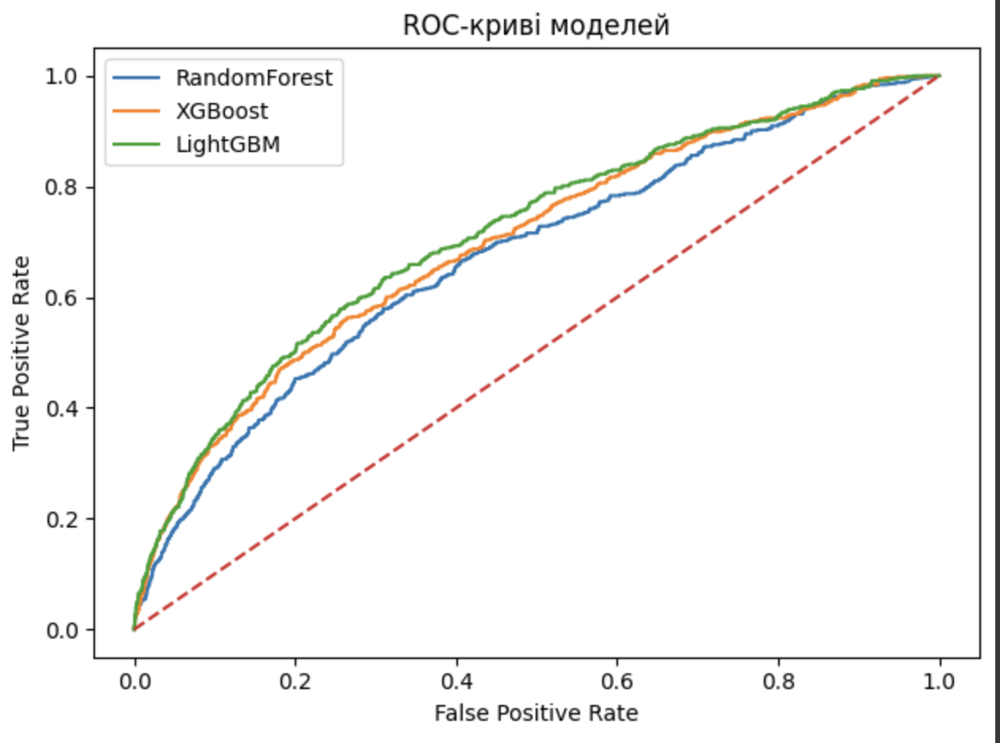 ROC-криві моделей
RandomForest
XGBoost
LightGBM
True Positive Rate
1.0
0.8
0.6
0.4
0.2
0.0
0.0 0.2 0.4 0.6 0.8 1.0
False Positive Rate